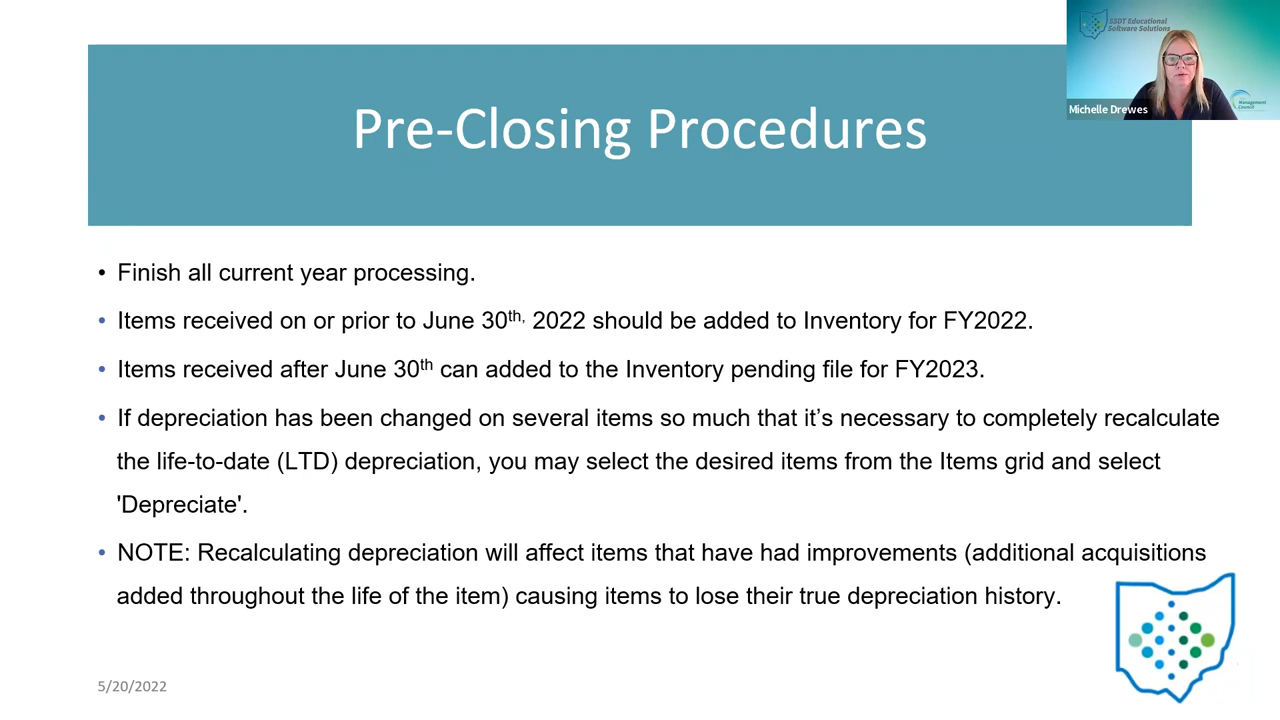 SSDT Educational
Software Solutions
Management
Council
Michelle Drewes
Pre-Closing Procedures
• Finish all current year processing.
• Items received on or prior to June 30th, 2022 should be added to Inventory for FY2022.
• Items received after June 30th can added to the Inventory pending file for FY2023.
• If depreciation has been changed on several items so much that it’s necessary to completely recalculate
the life-to-date (LTD) depreciation, you may select the desired items from the Items grid and select
'Depreciate'.
• NOTE: Recalculating depreciation will affect items that have had improvements (additional acquisitions
added throughout the life of the item) causing items to lose their true depreciation history.
5/20/2022